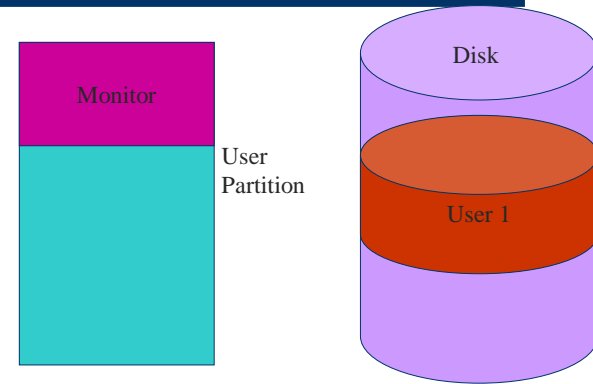 Monitor
User
Partition
Disk
User 1